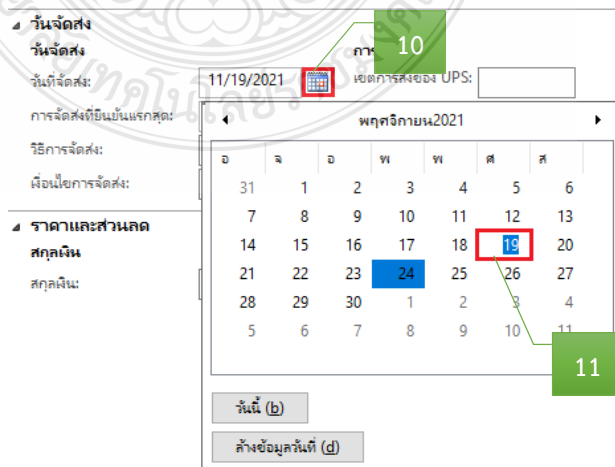 วันจัดส่ง
วันจัดส่ง
10
วันที่จัดส่ง: 11/19/2021 เขตการส่งของ UPS:
การจัดส่งที่ยืนยันแรกสุด:
วิธีการจัดส่ง:
เงื่อนไขการจัดส่ง:
ราคาและส่วนลด
สกุลเงิน
สกุลเงิน:
พฤศจิกายน2021
อ จ อ พ พ ศ ส
31 1 2 3 4 5 6
7 8 9 10 11 12 13
14 15 16 17 18 19 20
21 22 23 24 25 26 27
28 29 30 1 2 3 4
5 6 7 8 9 10 11
11
วันนี้ (b)
ล้างข้อมูลวันที่ (d)